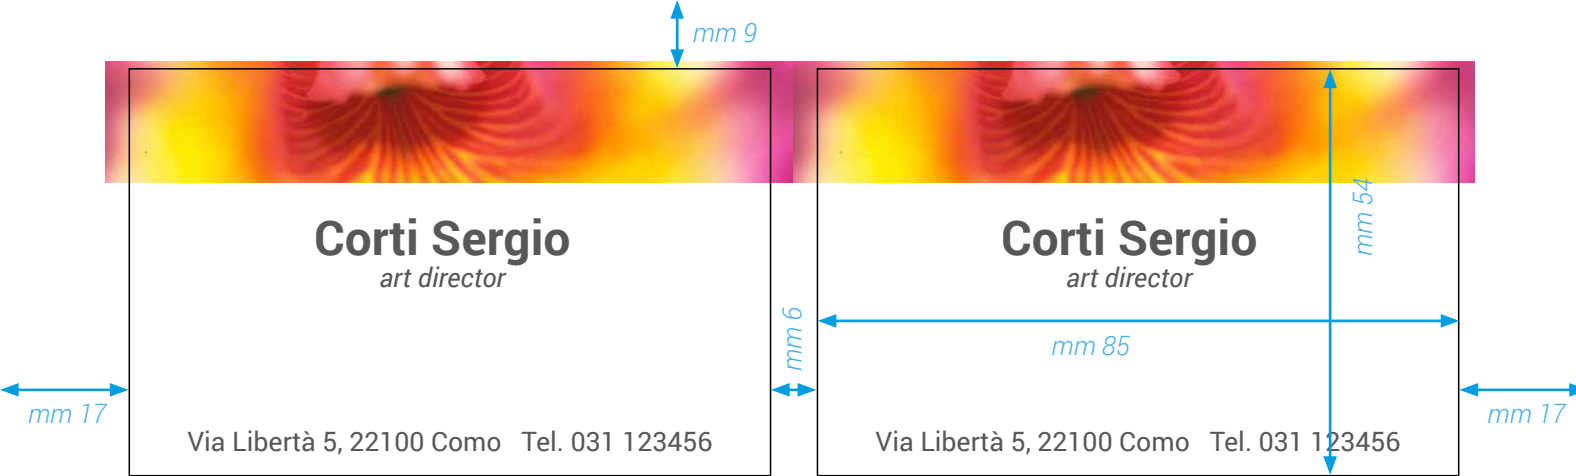 mm 9
Corti Sergio
art director
Via Libertà 5, 22100 Como Tel. 031 123456
Corti Sergio
art director
Via Libertà 5, 22100 Como Tel. 031 123456
mm 54
mm 6
mm 85
mm 17
mm 17